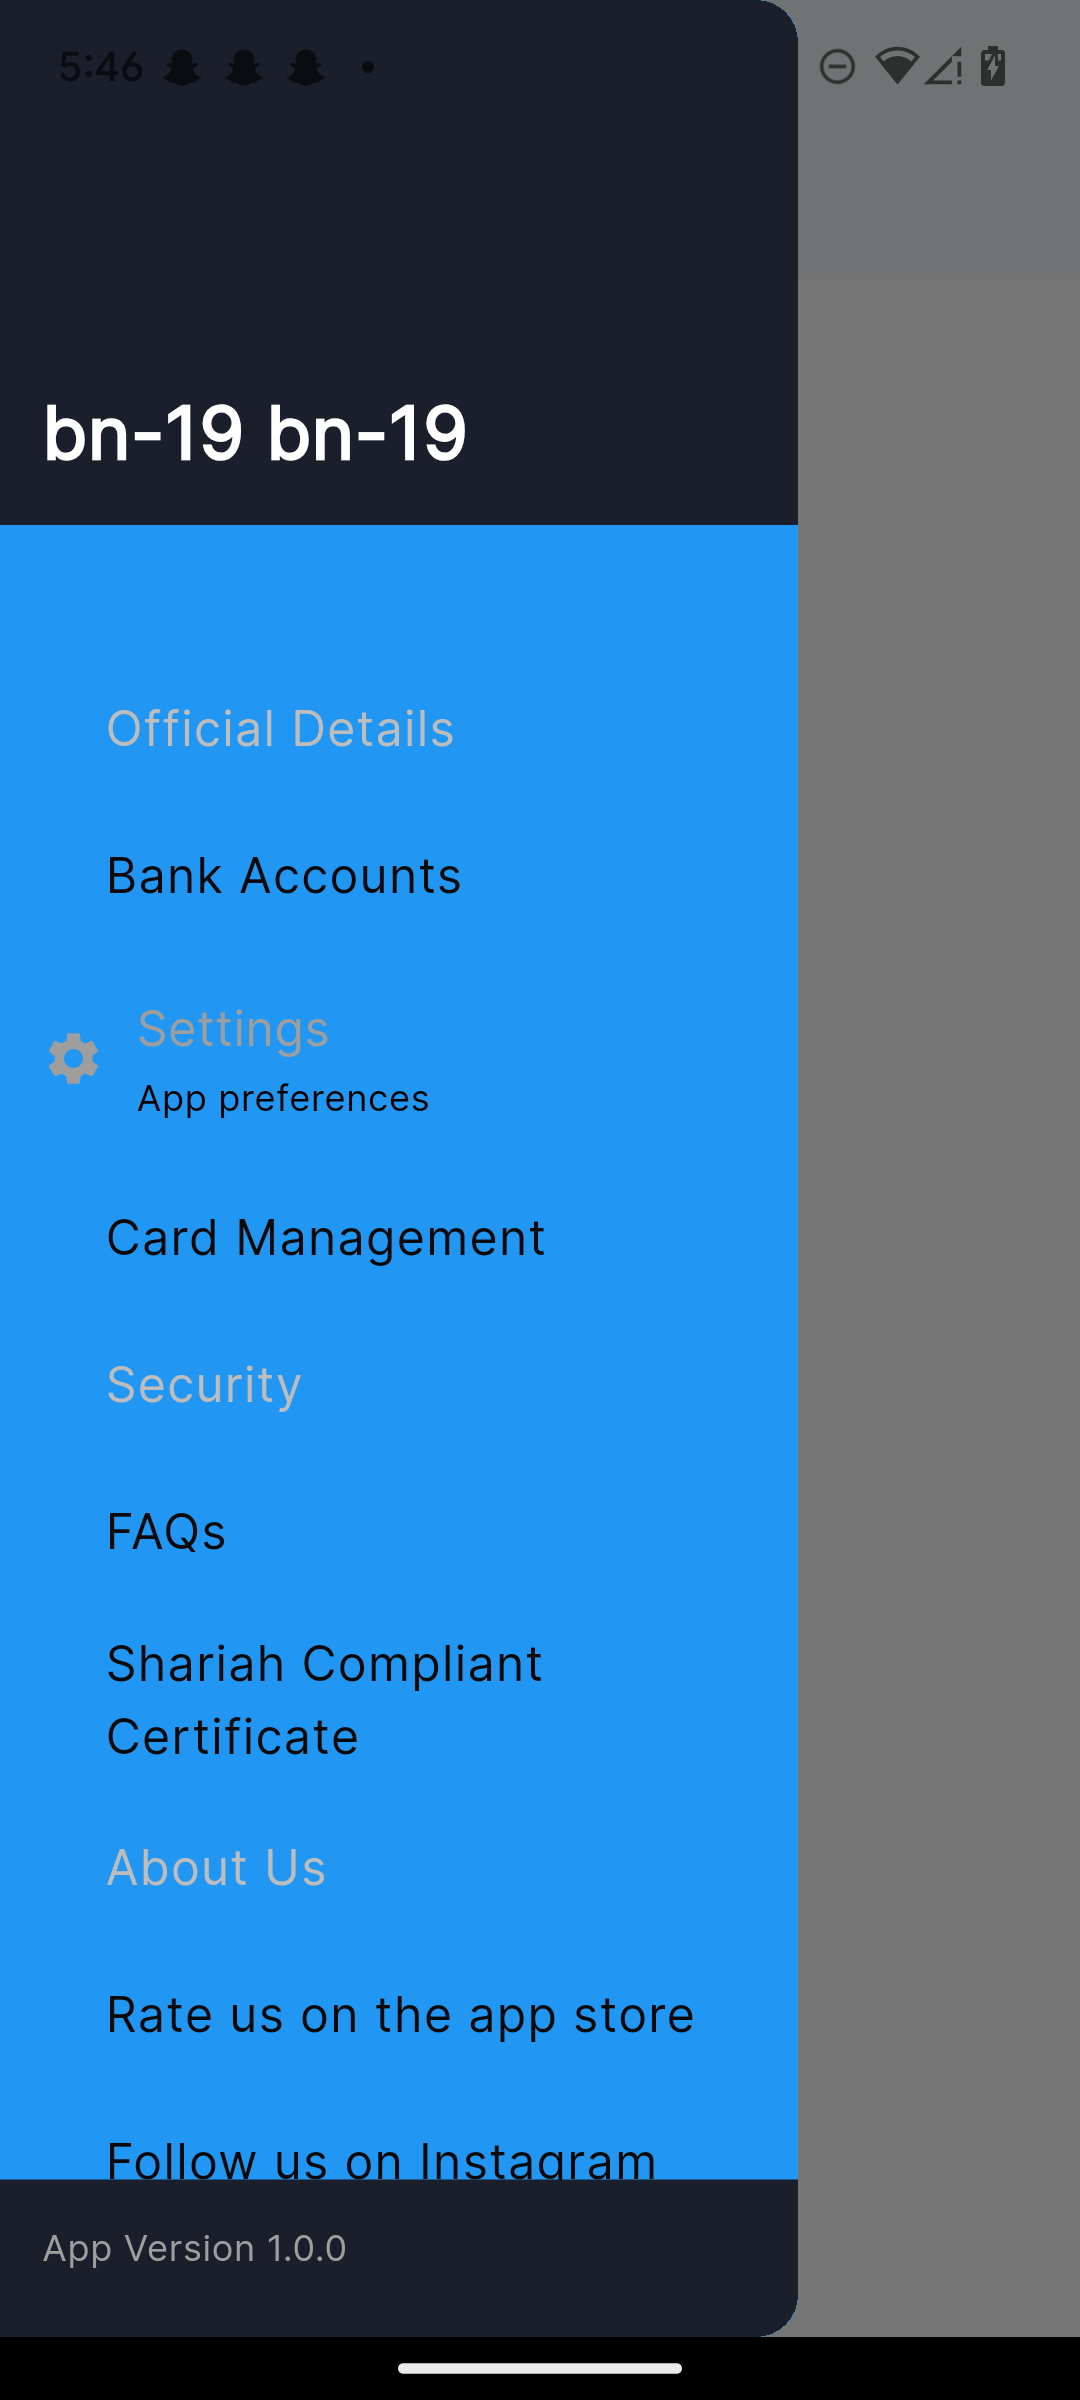 5:46
bn-19 bn-19
Official Details
Bank Accounts
Settings
App preferences
Card Management
Security
FAQs
Shariah Compliant
Certificate
About Us
Rate us on the app store
Follow us on Instagram
App Version 1.0.0